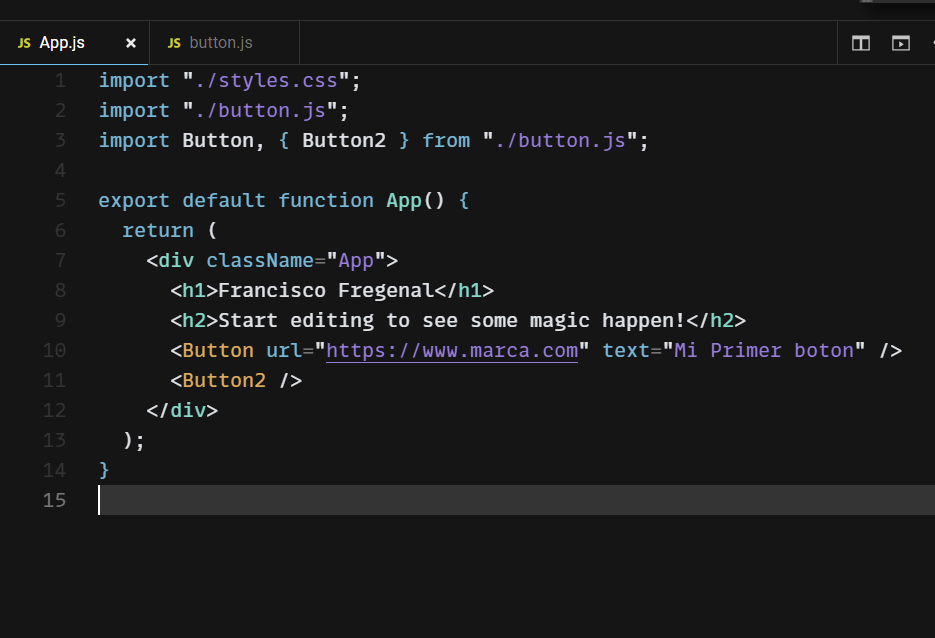 JS App.js × JS button.js
1 import "./styles.css";
2 import "./button.js";
3 import Button, { Button2 } from "./button.js";
4
5 export default function App() {
6   return (
7     <div className="App">
8       <h1>Francisco Fregenal</h1>
9       <h2>Start editing to see some magic happen!</h2>
10       <Button url="https://www.marca.com" text="Mi Primer boton" />
11       <Button2 />
12     </div>
13   );
14 }
15